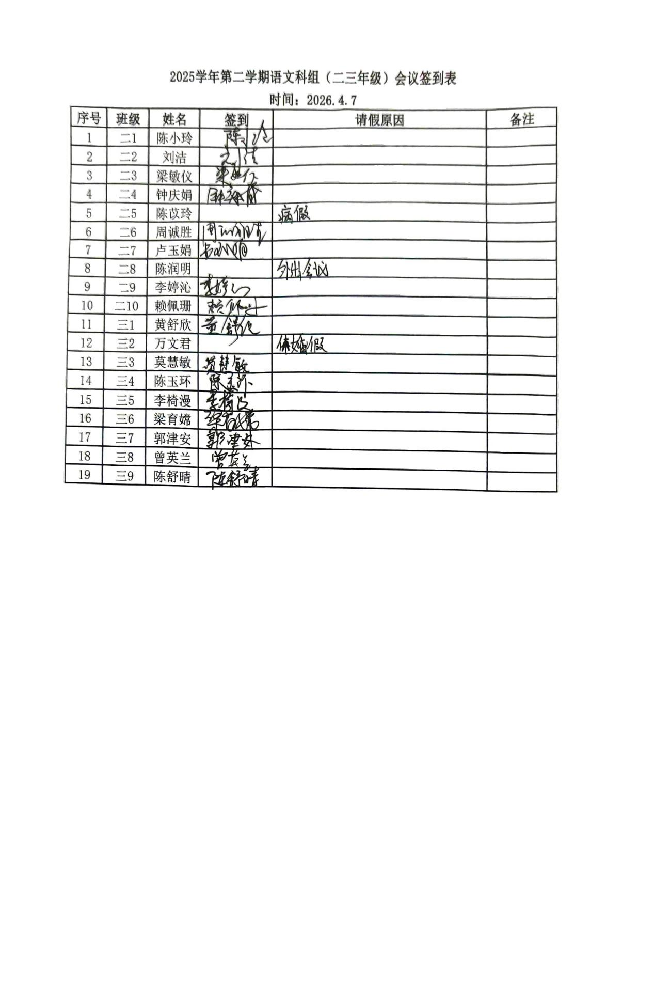 2025学年第二学期语文科组（二三年级）会议签到表
时间：2026.4.7
序号 班级 姓名 签到 请假原因 备注
1 二1 陈小玲 陈小玲
2 二2 刘洁 刘洁
3 二3 梁敏仪 梁敏仪
4 二4 钟庆娟 钟庆娟
5 二5 陈苡玲 病假
6 二6 周诚胜 周诚胜
7 二7 卢玉娟 卢玉娟
8 二8 陈润明 外出会议
9 二9 李婷沁 李婷沁
10 二10 赖佩珊 赖佩珊
11 三1 黄舒欣 黄舒欣
12 三2 万文君 休婚假
13 三3 莫慧敏 莫慧敏
14 三4 陈玉环 陈玉环
15 三5 李椅漫 李椅漫
16 三6 梁育嫦 梁育嫦
17 三7 郭津安 郭津安
18 三8 曾英兰 曾英兰
19 三9 陈舒晴 陈舒晴